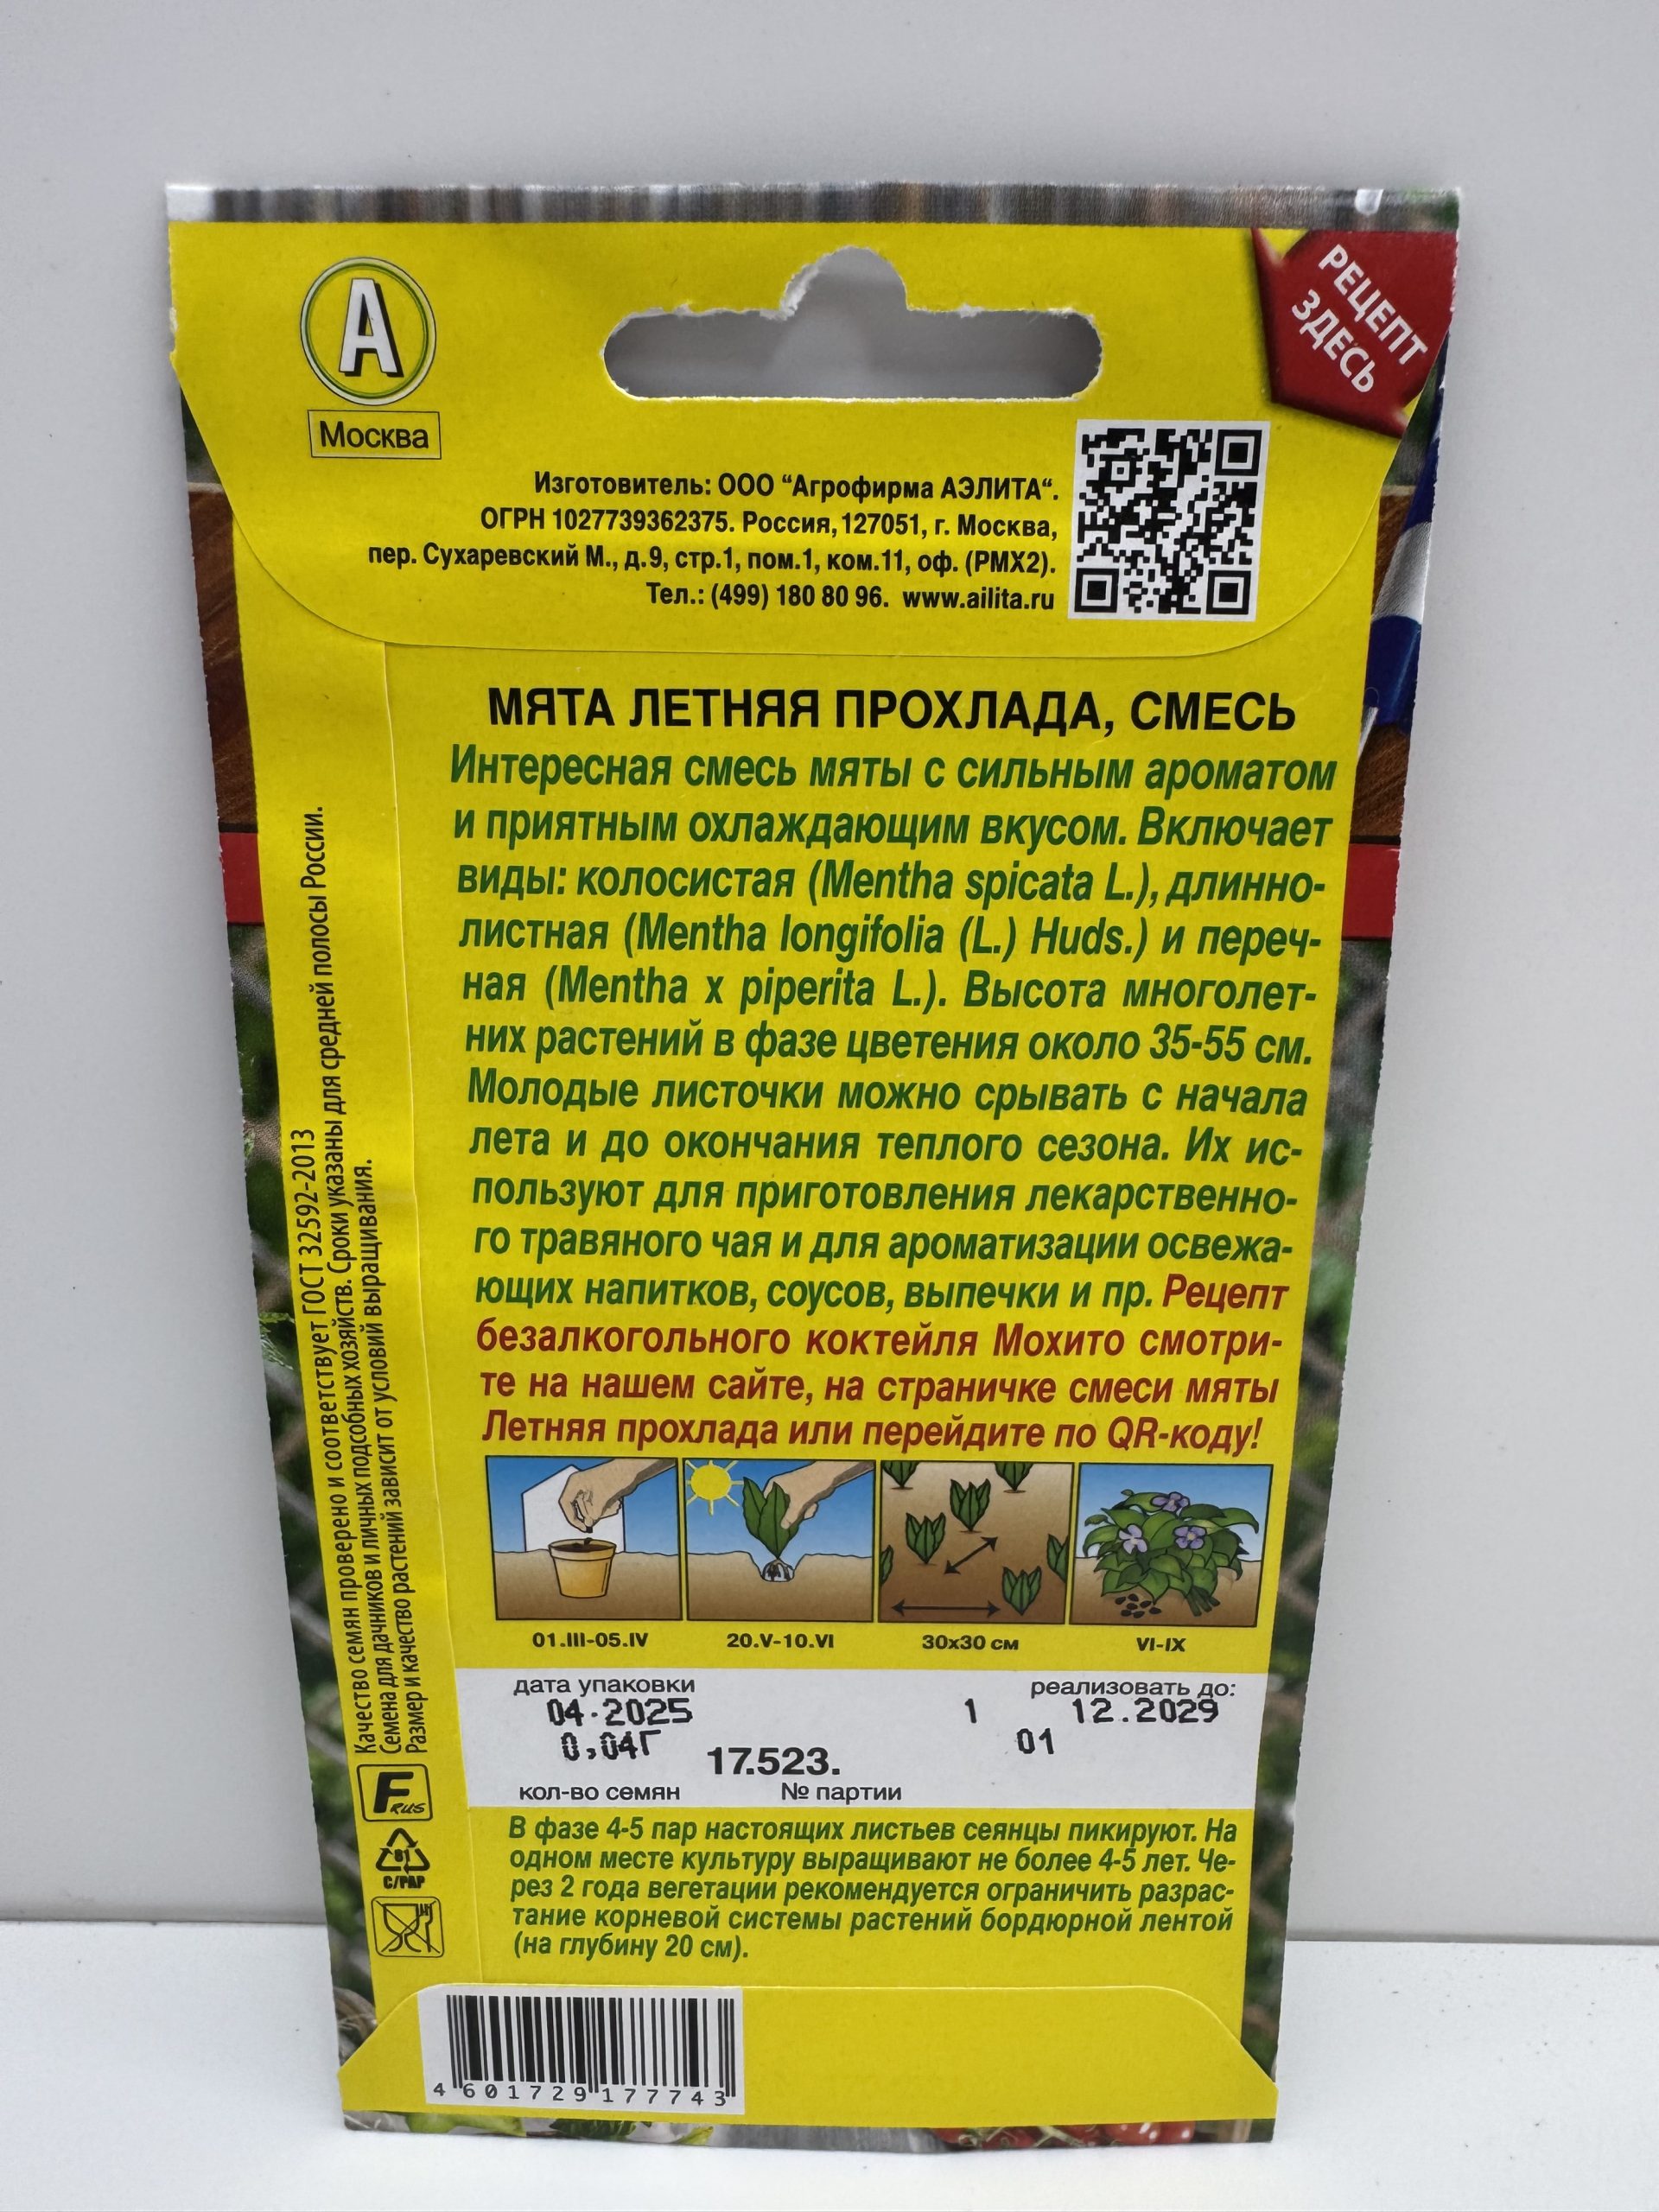 РЕЦЕПТ
ЗДЕСЬ
А
Москва
Изготовитель: ООО “Агрофирма АЭЛИТА“.
ОГРН 1027739362375. Россия, 127051, г. Москва,
пер. Сухаревский М., д.9, стр.1, пом.1, ком.11, оф. (РМХ2).
Тел.: (499) 180 80 96. www.ailita.ru
МЯТА ЛЕТНЯЯ ПРОХЛАДА, СМЕСЬ
Интересная смесь мяты с сильным ароматом
и приятным охлаждающим вкусом. Включает
виды: колосистая (Mentha spicata L.), длинно-
листная (Mentha longifolia (L.) Huds.) и переч-
ная (Mentha x piperita L.). Высота многолет-
них растений в фазе цветения около 35-55 см.
Молодые листочки можно срывать с начала
лета и до окончания теплого сезона. Их ис-
пользуют для приготовления лекарственно-
го травяного чая и для ароматизации освежа-
ющих напитков, соусов, выпечки и пр. Рецепт
безалкогольного коктейля Мохито смотри-
те на нашем сайте, на страничке смеси мяты
Летняя прохлада или перейдите по QR-коду!
01.III-05.IV 20.V-10.VI 30x30 см VI-IX
дата упаковки реализовать до:
04.2025 1 12.2029
0,04Г 17.523. 01
кол-во семян № партии
В фазе 4-5 пар настоящих листьев сеянцы пикируют. На
одном месте культуру выращивают не более 4-5 лет. Че-
рез 2 года вегетации рекомендуется ограничить разрас-
тание корневой системы растений бордюрной лентой
(на глубину 20 см).
Качество семян проверено и соответствует ГОСТ 32592-2013
Семена для дачников и личных подсобных хозяйств. Сроки указаны для средней полосы России.
Размер и качество растений зависит от условий выращивания.
F RUS
81
C/PAP
4 601729 177743